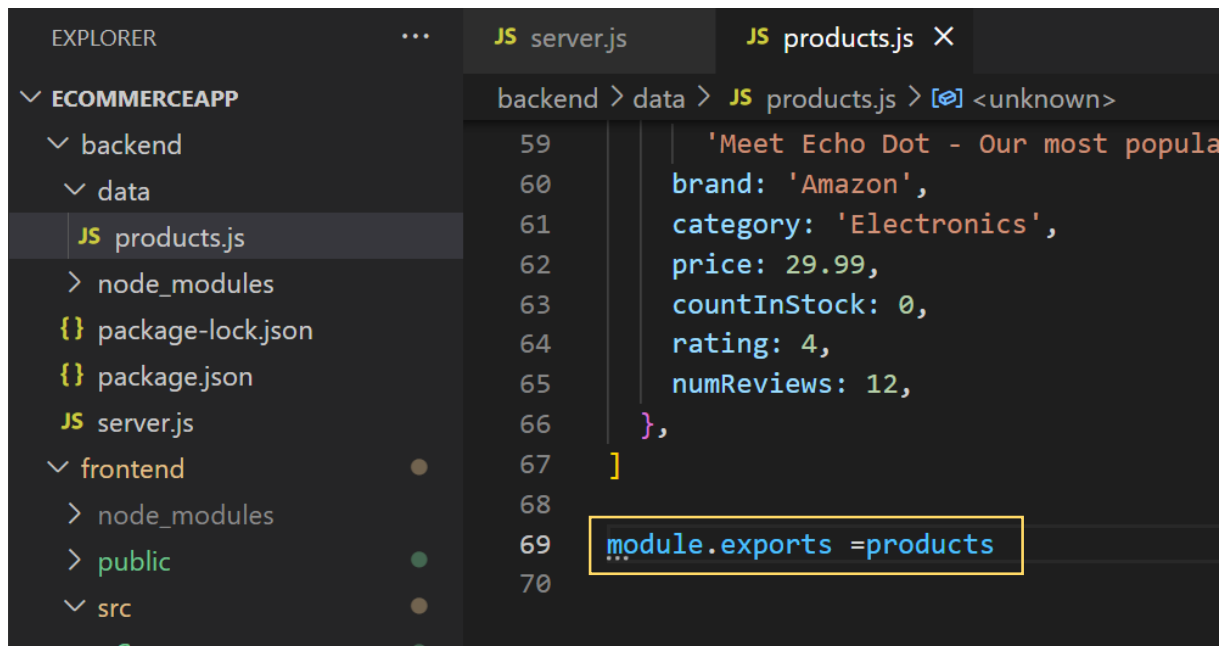 EXPLORER ...
ECOMMERCEAPP
backend
data
JS products.js
node_modules
{} package-lock.json
{} package.json
JS server.js
frontend
node_modules
public
src
JS server.js JS products.js
backend > data > JS products.js > <unknown>
59 'Meet Echo Dot - Our most popula
60 brand: 'Amazon',
61 category: 'Electronics',
62 price: 29.99,
63 countInStock: 0,
64 rating: 4,
65 numReviews: 12,
66 },
67 ]
68
69 module.exports =products
70